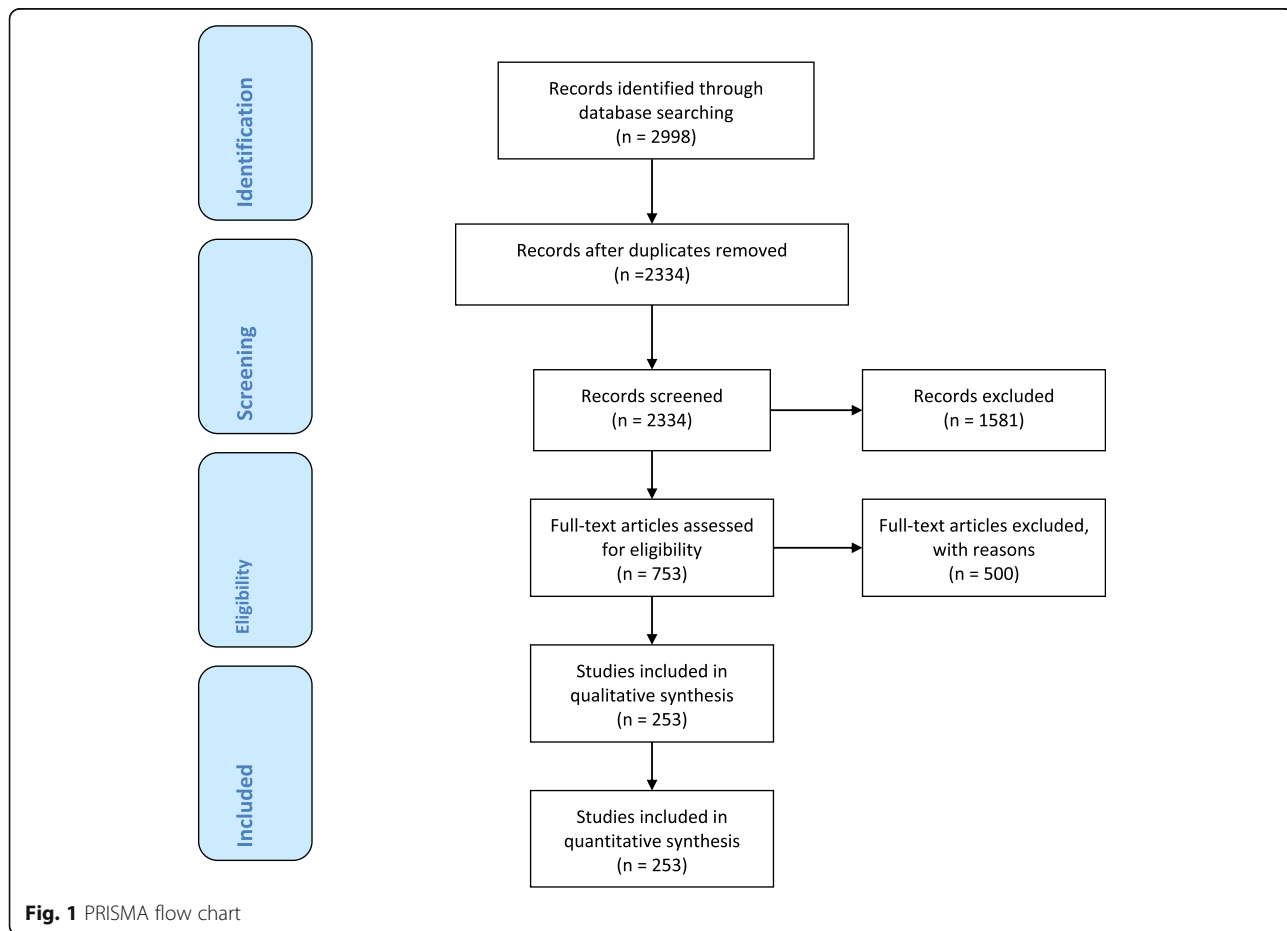 Identification
Records identified through
database searching
(n = 2998)
Records after duplicates removed
(n =2334)
Screening
Records screened
(n = 2334)
Records excluded
(n = 1581)
Eligibility
Full-text articles assessed
for eligibility
(n = 753)
Full-text articles excluded,
with reasons
(n = 500)
Studies included in
qualitative synthesis
(n = 253)
Included
Studies included in
quantitative synthesis
(n = 253)
Fig. 1 PRISMA flow chart